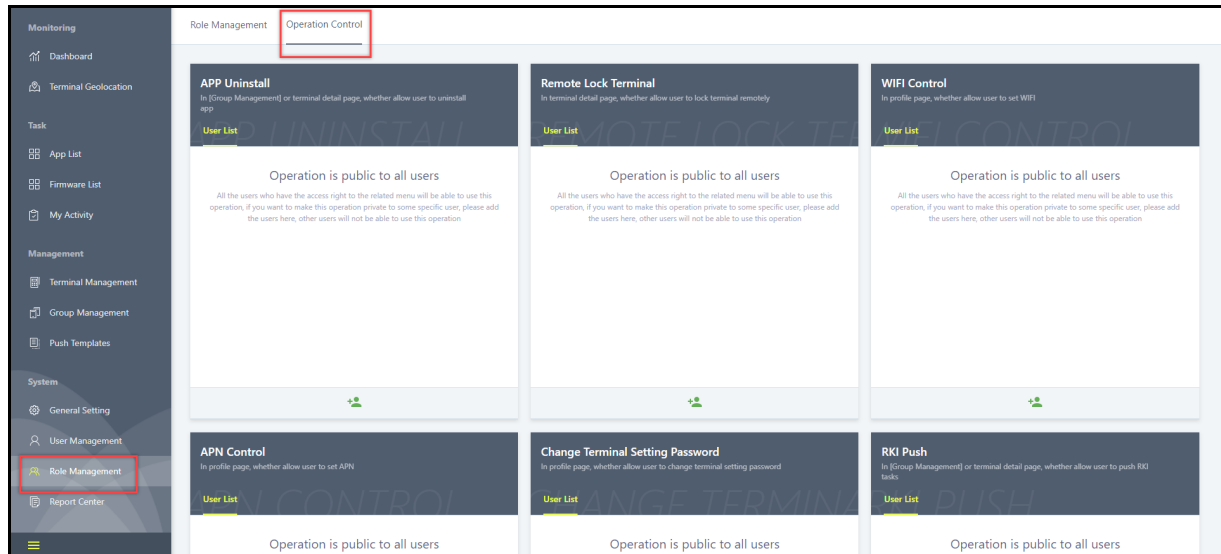 Monitoring
Dashboard
Terminal Geolocation
Task
App List
Firmware List
My Activity
Management
Terminal Management
Group Management
Push Templates
System
General Setting
User Management
Role Management
Report Center
Role Management
Operation Control
APP Uninstall
In [Group Management] or terminal detail page, whether allow user to uninstall
app
APP UNINSTALL
User List
Operation is public to all users
All the users who have the access right to the related menu will be able to use this
operation, if you want to make this operation private to some specific user, please add
the users here, other users will not be able to use this operation
Remote Lock Terminal
In terminal detail page, whether allow user to lock terminal remotely
REMOTE LOCK TER
User List
Operation is public to all users
All the users who have the access right to the related menu will be able to use this
operation, if you want to make this operation private to some specific user, please add
the users here, other users will not be able to use this operation
WIFI Control
In profile page, whether allow user to set WIFI
WIFI CONTROL
User List
Operation is public to all users
All the users who have the access right to the related menu will be able to use this
operation, if you want to make this operation private to some specific user, please add
the users here, other users will not be able to use this operation
APN Control
In profile page, whether allow user to set APN
APN CONTROL
User List
Operation is public to all users
Change Terminal Setting Password
In profile page, whether allow user to change terminal setting password
CHANGE TERMINA
User List
Operation is public to all users
RKI Push
In [Group Management] or terminal detail page, whether allow user to push RKI
tasks
RKI PUSH
User List
Operation is public to all users